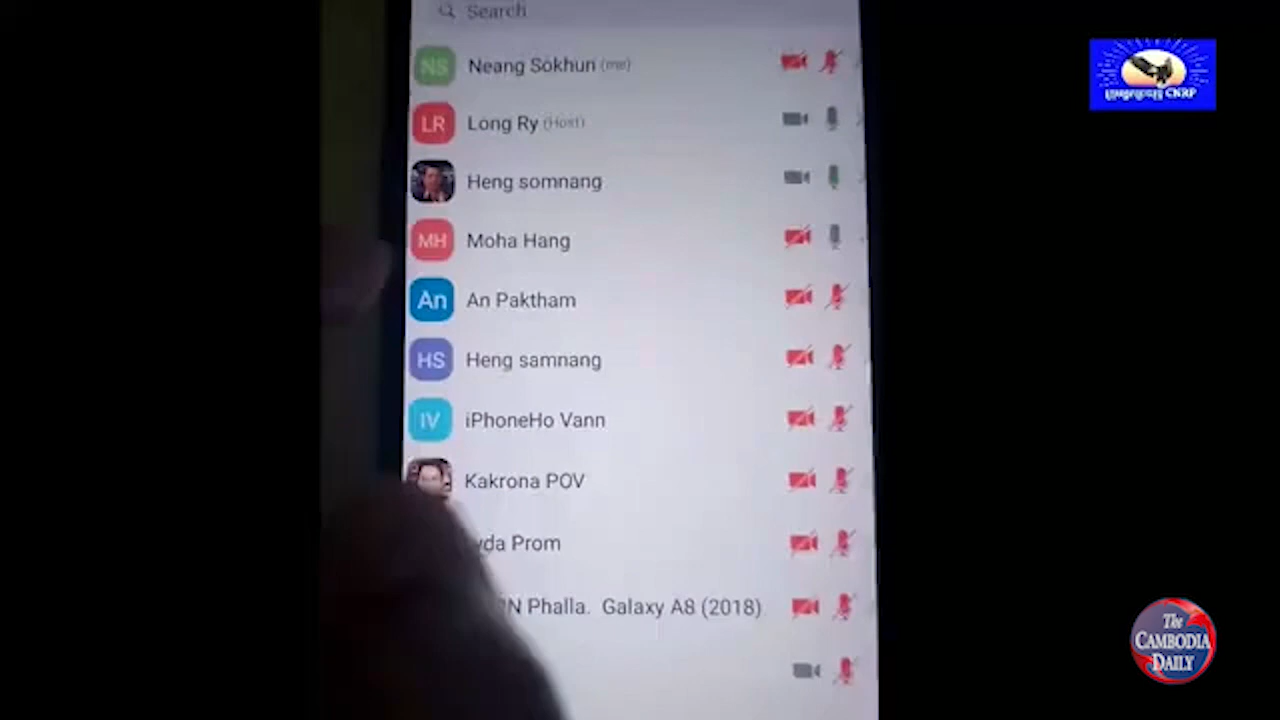 Search
NS Neang Sokhun (me)
LR Long Ry (Host)
Heng somnang
MH Moha Hang
An An Paktham
HS Heng samnang
IV iPhoneHo Vann
Kakrona POV
yda Prom
N Phalla. Galaxy A8 (2018)
CNRP
The
CAMBODIA
DAILY